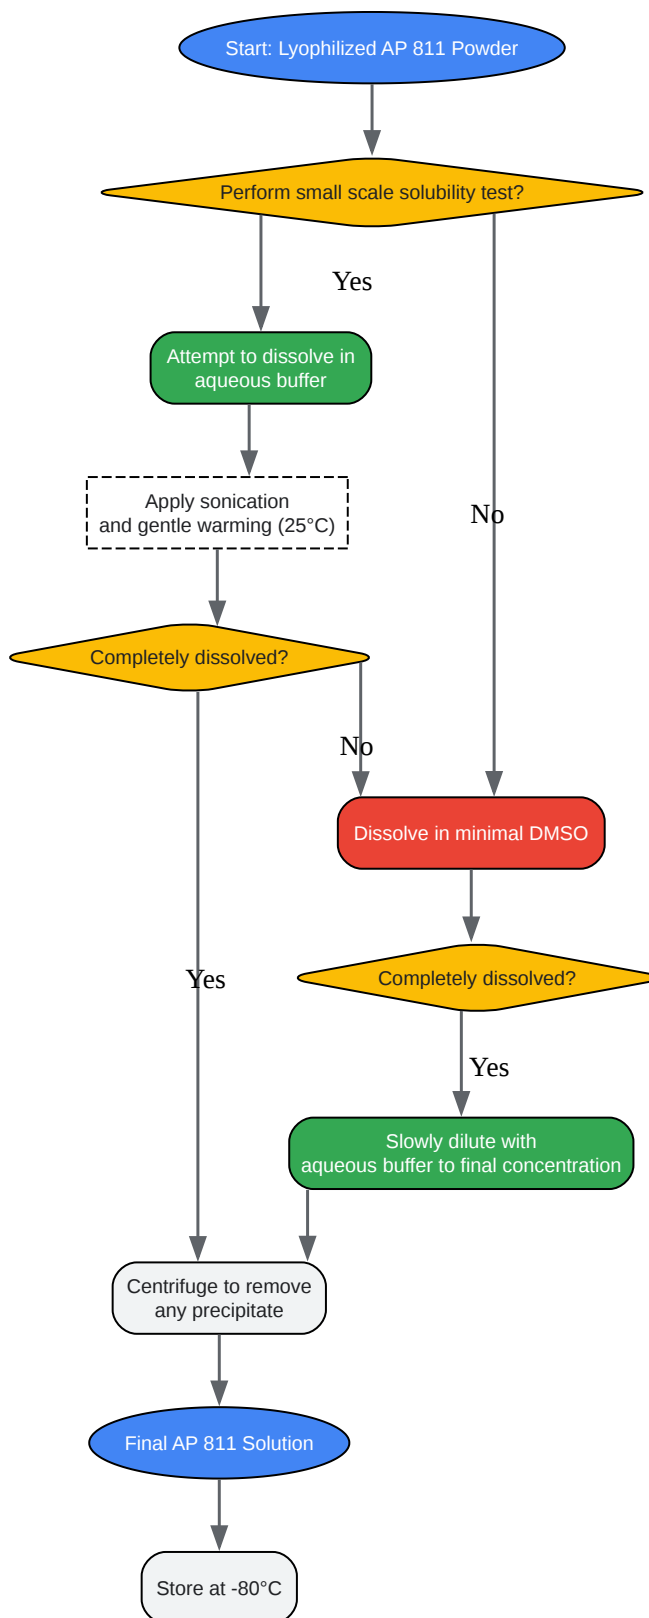 Start: Lyophilized AP 811 Powder
Perform small scale solubility test?
Yes
Attempt to dissolve in
aqueous buffer
Apply sonication
and gentle warming (25°C)
No
Completely dissolved?
No
Dissolve in minimal DMSO
Yes
Completely dissolved?
Yes
Slowly dilute with
aqueous buffer to final concentration
Centrifuge to remove
any precipitate
Final AP 811 Solution
Store at -80°C